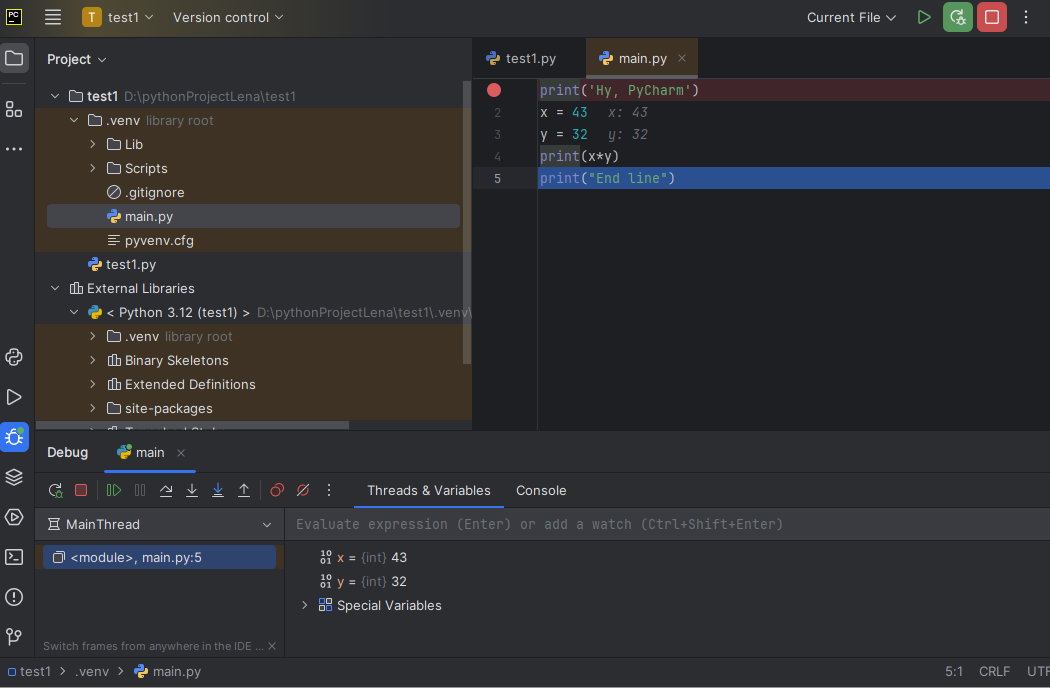 PC
T test1 Version control Current File
Project
test1.py main.py
test1 D:\pythonProjectLena\test1
.venv library root
Lib
Scripts
.gitignore
main.py
pyvenv.cfg
test1.py
External Libraries
< Python 3.12 (test1) > D:\pythonProjectLena\test1\.venv\
.venv library root
Binary Skeletons
Extended Definitions
site-packages
print('Hy, PyCharm')
2 x = 43 x: 43
3 y = 32 y: 32
4 print(x*y)
5 print("End line")
Debug main
Threads & Variables Console
MainThread
Evaluate expression (Enter) or add a watch (Ctrl+Shift+Enter)
<module>, main.py:5
x = {int} 43
y = {int} 32
Special Variables
Switch frames from anywhere in the IDE ...
test1 > .venv > main.py 5:1 CRLF UTF